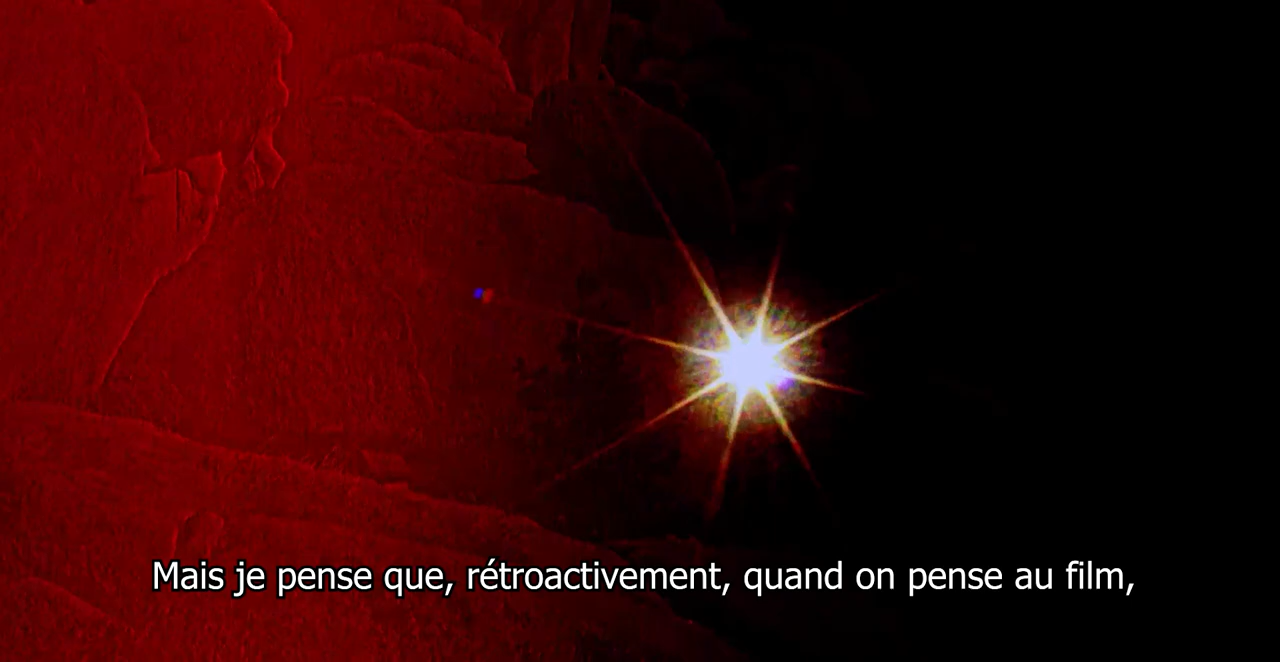 Mais je pense que, rétroactivement, quand on pense au film,